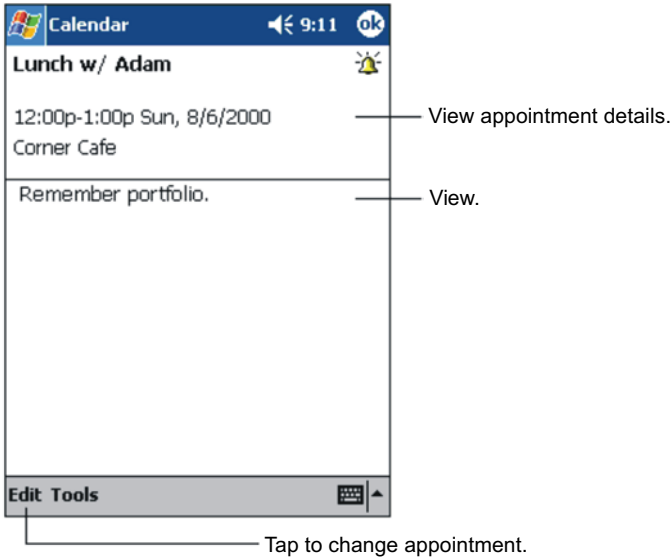 Calendar 9:11 ok
Lunch w/ Adam
12:00p-1:00p Sun, 8/6/2000
View appointment details.
Corner Cafe
Remember portfolio.
View.
Edit Tools
Tap to change appointment.